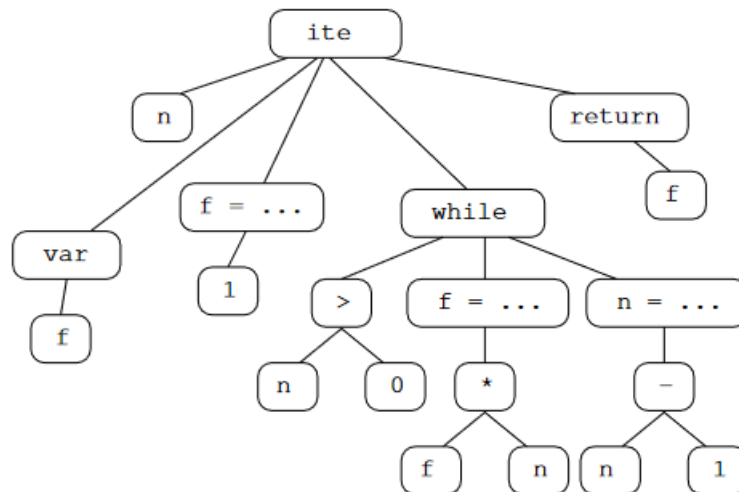 ite
n
return
f = ...
f
while
var
1
>
f = ...
n = ...
f
n
0
*
-
f
n
n
1